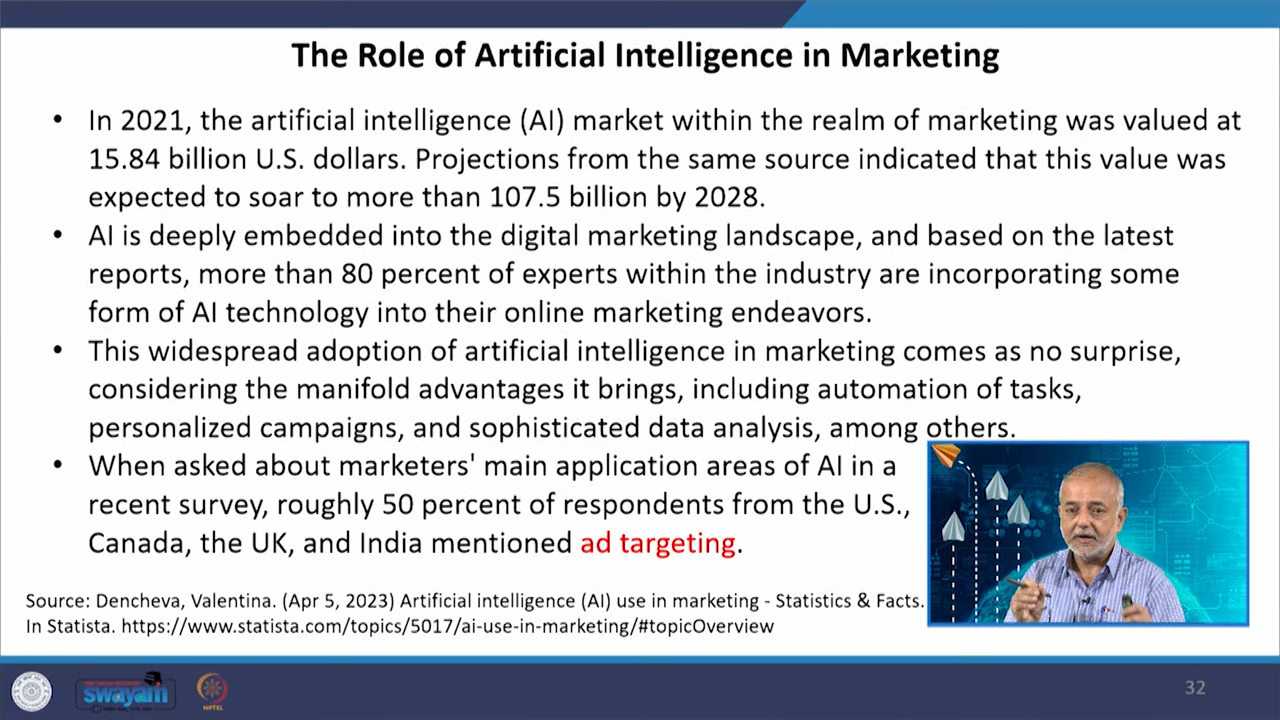 The Role of Artificial Intelligence in Marketing
• In 2021, the artificial intelligence (AI) market within the realm of marketing was valued at
15.84 billion U.S. dollars. Projections from the same source indicated that this value was
expected to soar to more than 107.5 billion by 2028.
• AI is deeply embedded into the digital marketing landscape, and based on the latest
reports, more than 80 percent of experts within the industry are incorporating some
form of AI technology into their online marketing endeavors.
• This widespread adoption of artificial intelligence in marketing comes as no surprise,
considering the manifold advantages it brings, including automation of tasks,
personalized campaigns, and sophisticated data analysis, among others.
• When asked about marketers' main application areas of AI in a
recent survey, roughly 50 percent of respondents from the U.S.,
Canada, the UK, and India mentioned ad targeting.
Source: Dencheva, Valentina. (Apr 5, 2023) Artificial intelligence (AI) use in marketing - Statistics & Facts.
In Statista. https://www.statista.com/topics/5017/ai-use-in-marketing/#topicOverview
swayam
NPTEL
32